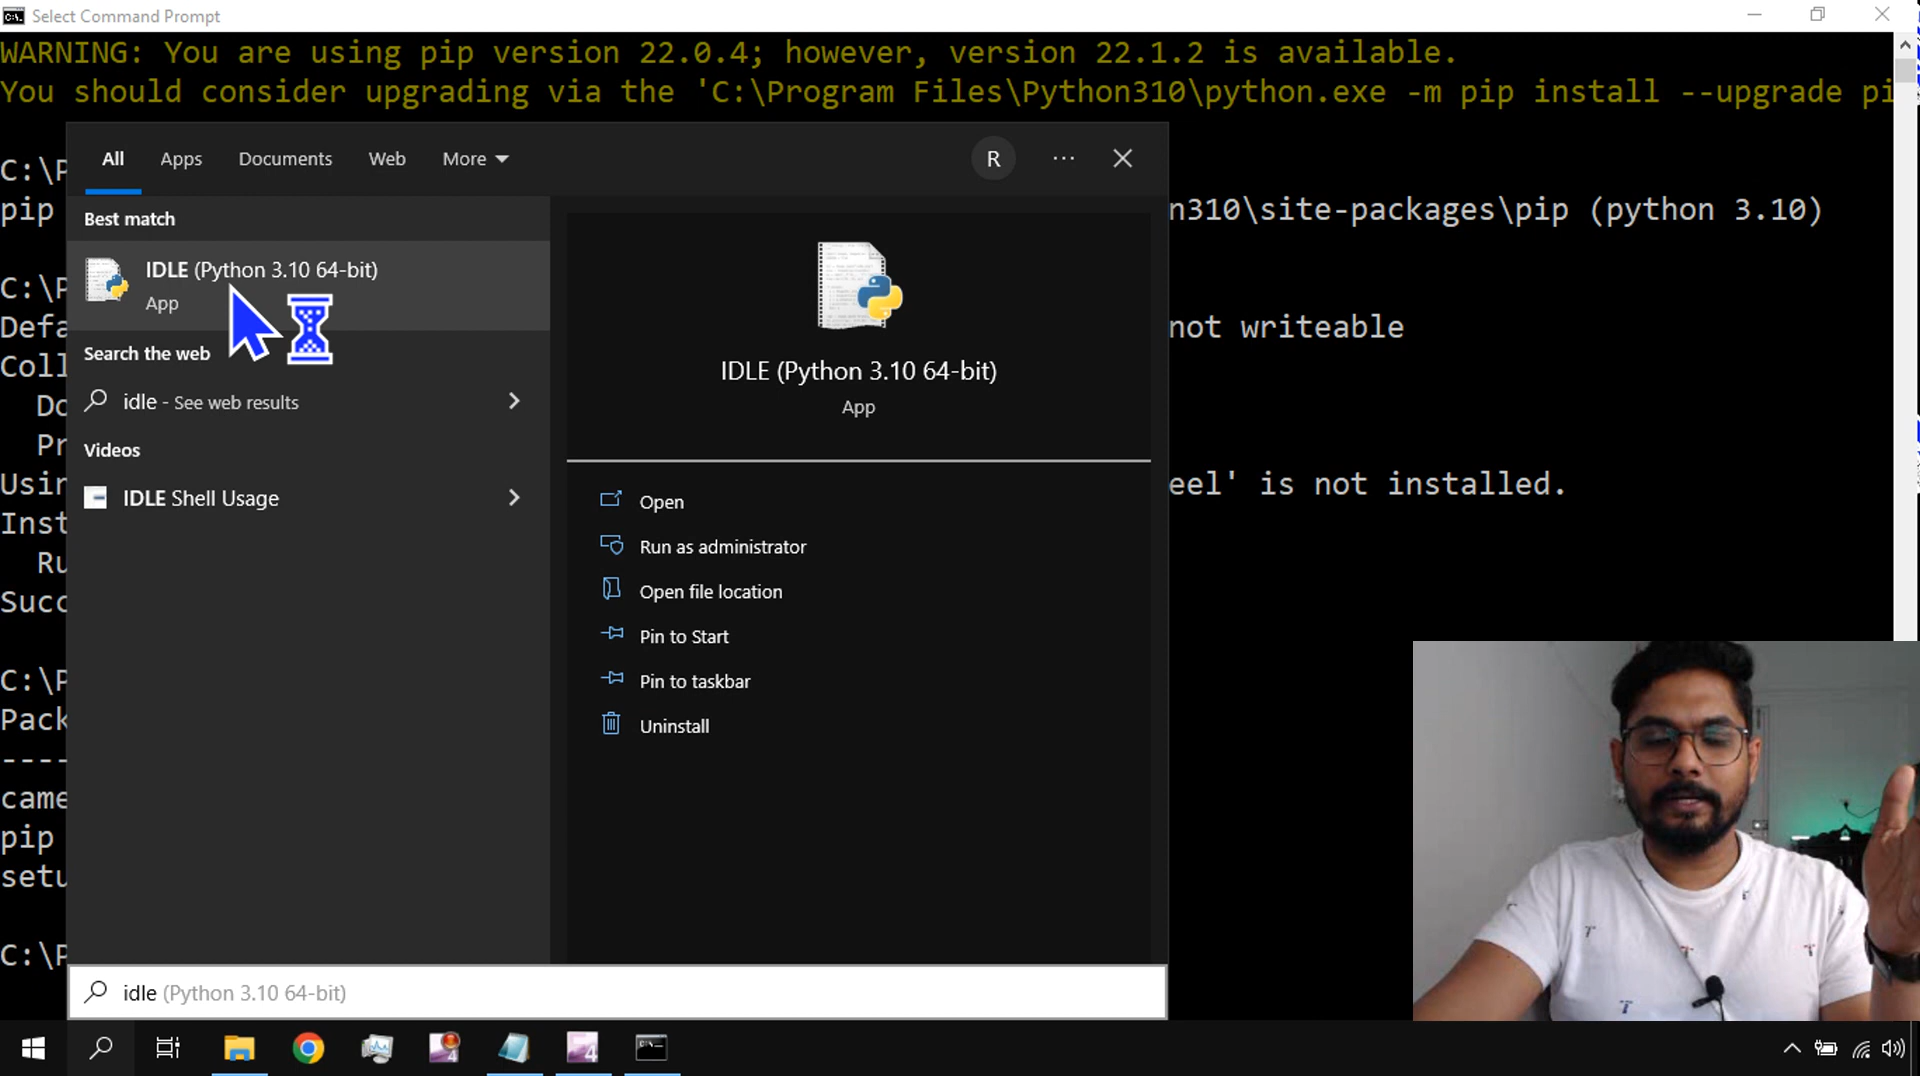 Select Command Prompt
WARNING: You are using pip version 22.0.4; however, version 22.1.2 is available.
You should consider upgrading via the 'C:\Program Files\Python310\python.exe -m pip install --upgrade pi
All Apps Documents Web More R
C:\P
pip n310\site-packages\pip (python 3.10)
Best match
IDLE (Python 3.10 64-bit)
App
C:\P
Defa not writeable
Search the web
Coll
IDLE (Python 3.10 64-bit)
App
idle - See web results
Do
Pr
Videos
Usin eel' is not installed.
IDLE Shell Usage
Open
Inst
Run as administrator
Ru
Open file location
Succ
Pin to Start
C:\P
Pin to taskbar
Pack
Uninstall
----
came
pip
setu
C:\P
idle (Python 3.10 64-bit)